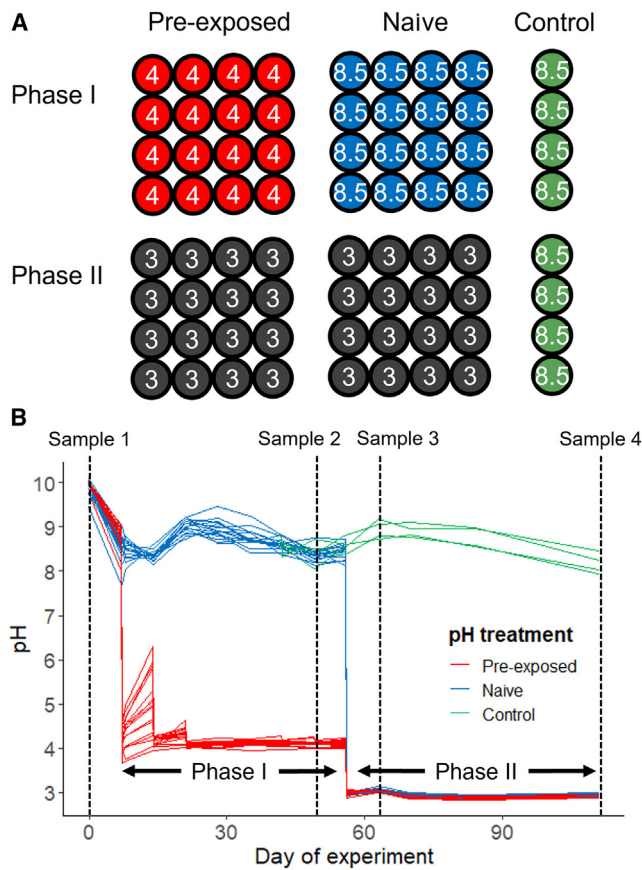 A
Pre-exposed Naive Control
Phase I
4 4 4 4 8.5 8.5 8.5 8.5 8.5
4 4 4 4 8.5 8.5 8.5 8.5 8.5
4 4 4 4 8.5 8.5 8.5 8.5 8.5
4 4 4 4 8.5 8.5 8.5 8.5 8.5
Phase II
3 3 3 3 3 3 3 3 8.5
3 3 3 3 3 3 3 3 8.5
3 3 3 3 3 3 3 3 8.5
3 3 3 3 3 3 3 3 8.5
B
Sample 1 Sample 2 Sample 3 Sample 4
10
9
8
7
6
5
4
3
pH
pH treatment
Pre-exposed
Naive
Control
Phase I Phase II
0 30 60 90
Day of experiment